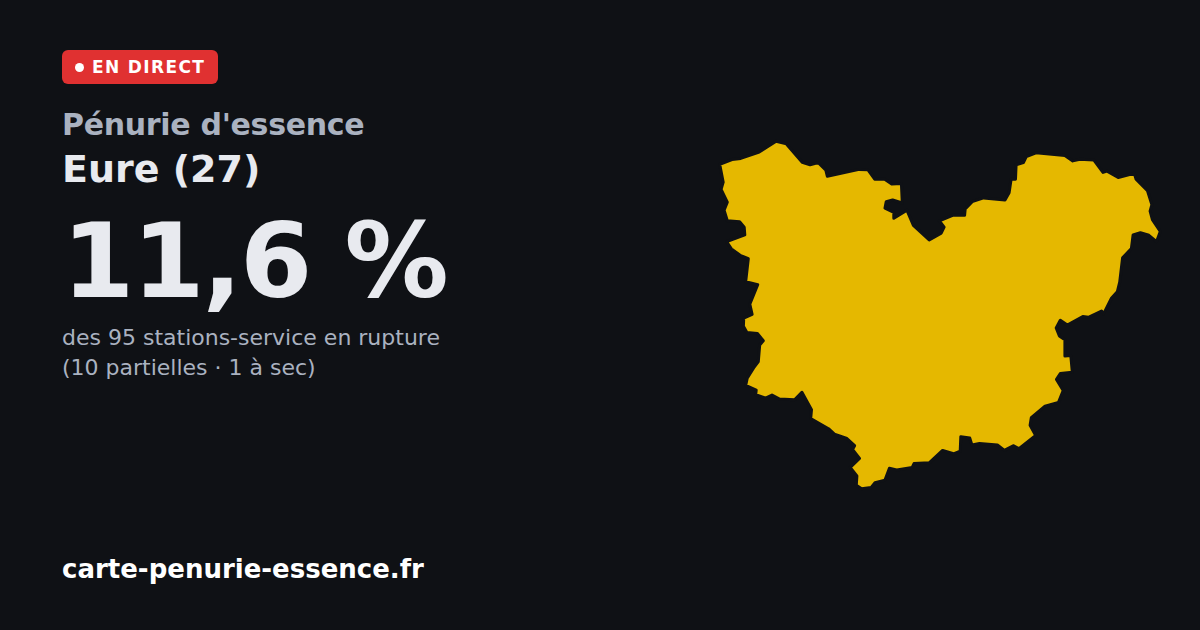 EN DIRECT
Pénurie d'essence
Eure (27)
11,6 %
des 95 stations-service en rupture
(10 partielles · 1 à sec)
carte-penurie-essence.fr